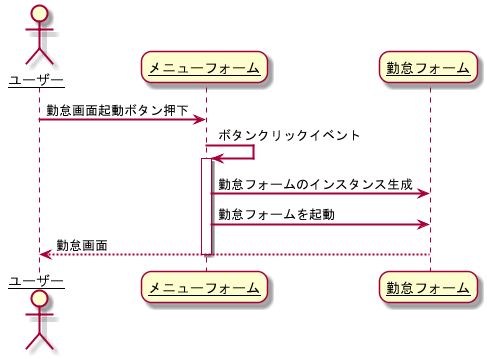 ユーザー
メニューフォーム
勤怠フォーム
勤怠画面起動ボタン押下
ボタンクリックイベント
勤怠フォームのインスタンス生成
勤怠フォームを起動
勤怠画面
ユーザー
メニューフォーム
勤怠フォーム